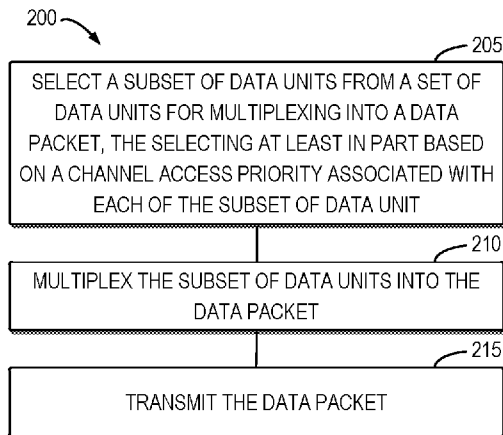 200
205
SELECT A SUBSET OF DATA UNITS FROM A SET OF
DATA UNITS FOR MULTIPLEXING INTO A DATA
PACKET, THE SELECTING AT LEAST IN PART BASED
ON A CHANNEL ACCESS PRIORITY ASSOCIATED WITH
EACH OF THE SUBSET OF DATA UNIT
210
MULTIPLEX THE SUBSET OF DATA UNITS INTO THE
DATA PACKET
215
TRANSMIT THE DATA PACKET